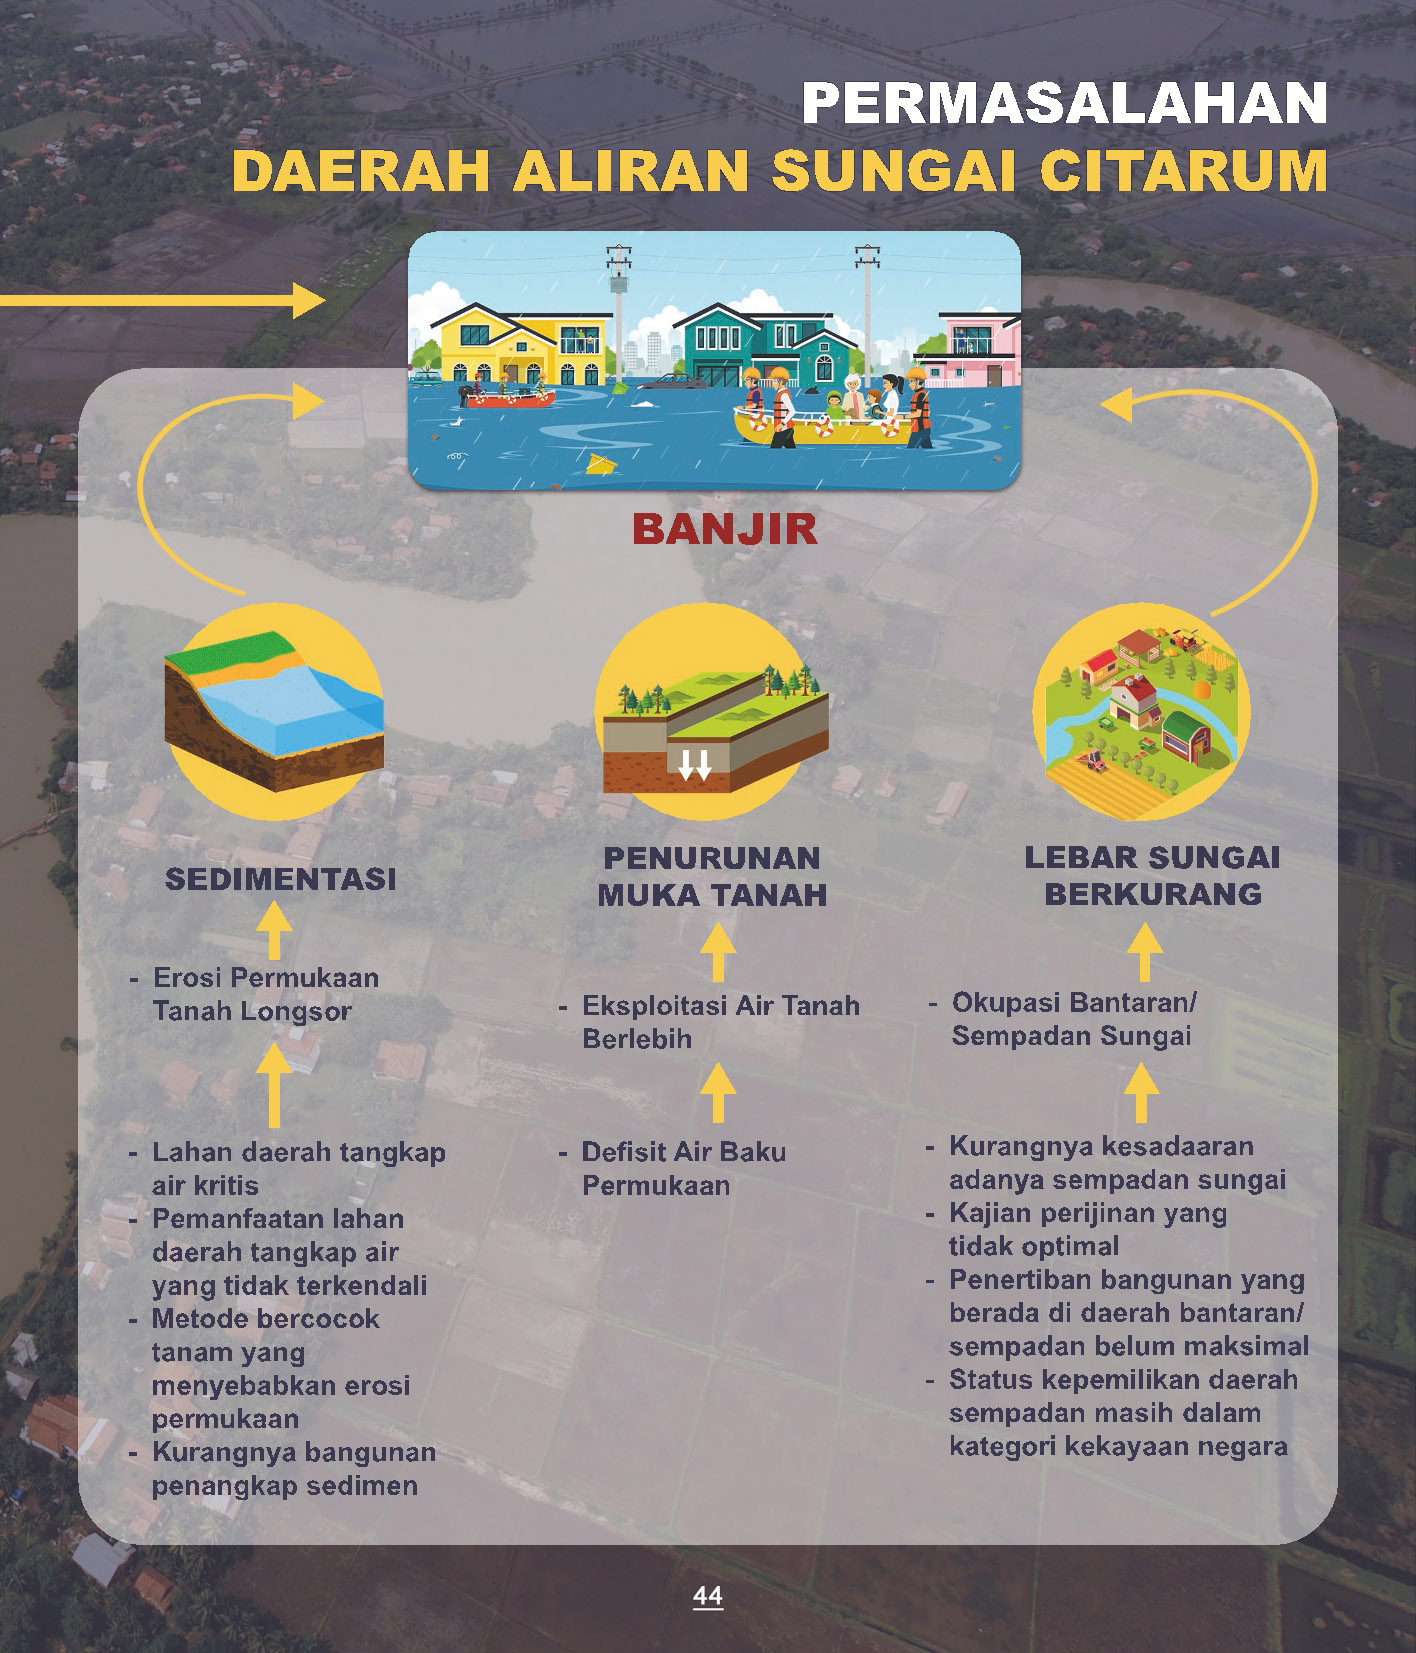 PERMASALAHAN
DAERAH ALIRAN SUNGAI CITARUM
BANJIR
SEDIMENTASI
- Erosi Permukaan
Tanah Longsor
- Lahan daerah tangkap
air kritis
- Pemanfaatan lahan
daerah tangkap air
yang tidak terkendali
- Metode bercocok
tanam yang
menyebabkan erosi
permukaan
- Kurangnya bangunan
penangkap sedimen
PENURUNAN
MUKA TANAH
- Eksploitasi Air Tanah
Berlebih
- Defisit Air Baku
Permukaan
LEBAR SUNGAI
BERKURANG
- Okupasi Bantaran/
Sempadan Sungai
- Kurangnya kesadaaran
adanya sempadan sungai
- Kajian perijinan yang
tidak optimal
- Penertiban bangunan yang
berada di daerah bantaran/
sempadan belum maksimal
- Status kepemilikan daerah
sempadan masih dalam
kategori kekayaan negara
44